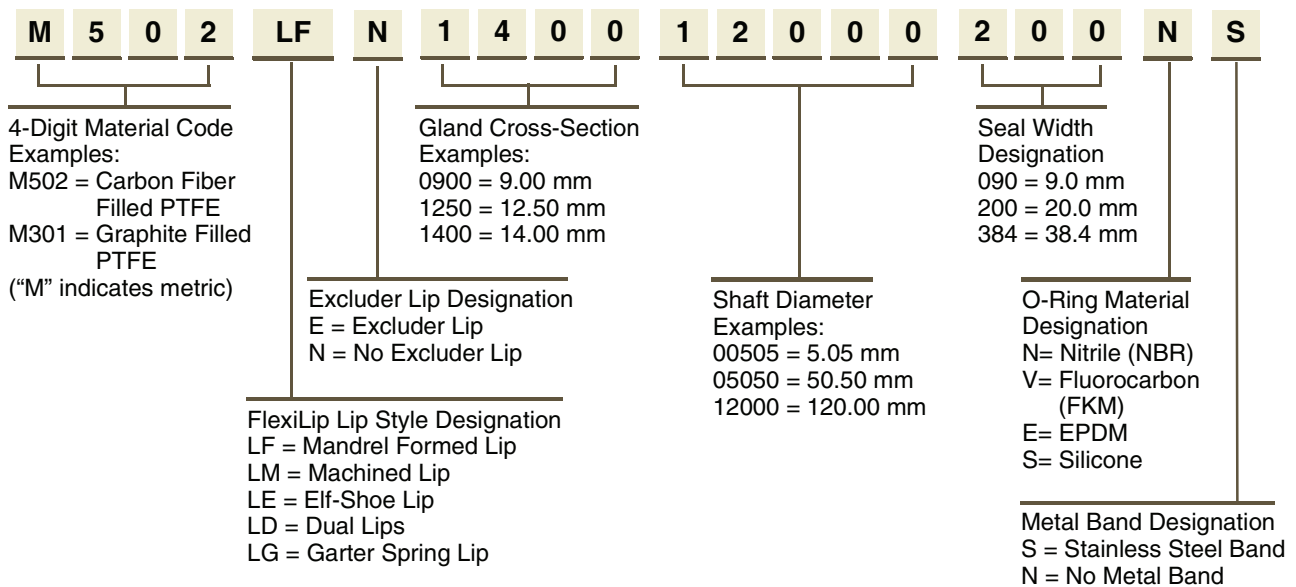 M 5 0 2 LF N 1 4 0 0 1 2 0 0 0 2 0 0 N S
4-Digit Material Code
Examples:
M502 = Carbon Fiber
Filled PTFE
M301 = Graphite Filled
PTFE
(“M” indicates metric)
Gland Cross-Section
Examples:
0900 = 9.00 mm
1250 = 12.50 mm
1400 = 14.00 mm
Seal Width
Designation
090 = 9.0 mm
200 = 20.0 mm
384 = 38.4 mm
Excluder Lip Designation
E = Excluder Lip
N = No Excluder Lip
Shaft Diameter
Examples:
00505 = 5.05 mm
05050 = 50.50 mm
12000 = 120.00 mm
O-Ring Material
Designation
N= Nitrile (NBR)
V= Fluorocarbon
(FKM)
E= EPDM
S= Silicone
FlexiLip Lip Style Designation
LF = Mandrel Formed Lip
LM = Machined Lip
LE = Elf-Shoe Lip
LD = Dual Lips
LG = Garter Spring Lip
Metal Band Designation
S = Stainless Steel Band
N = No Metal Band